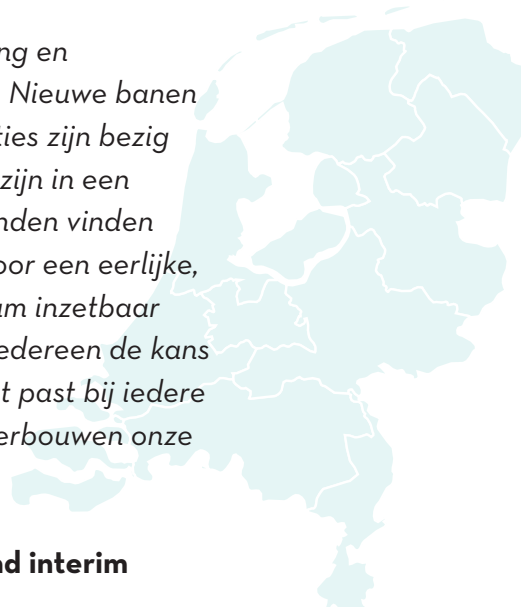 ng en
Nieuwe banen
ties zijn bezig
zijn in een
nden vinden
oor een eerlijke,
am inzetbaar
edereen de kans
t past bij iedere
erbouwen onze
nd interim